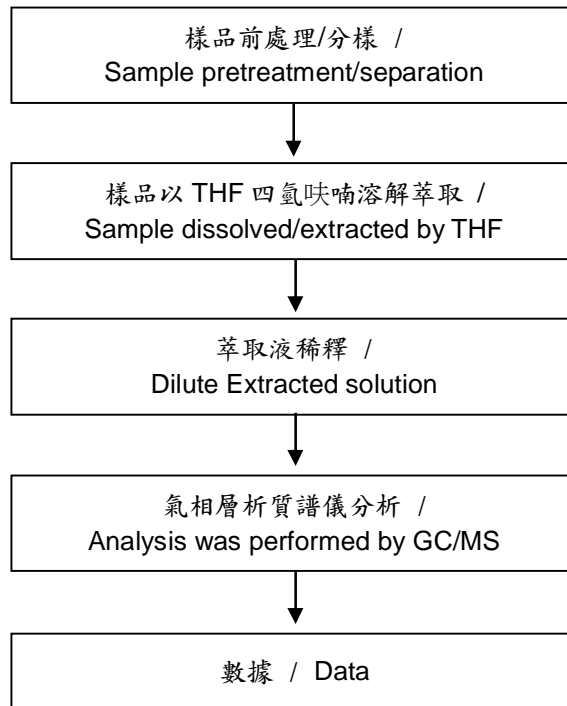 樣品前處理/分樣 /
Sample pretreatment/separation
樣品以 THF 四氫呋喃溶解萃取 /
Sample dissolved/extracted by THF
萃取液稀釋 /
Dilute Extracted solution
氣相層析質譜儀分析 /
Analysis was performed by GC/MS
數據 / Data